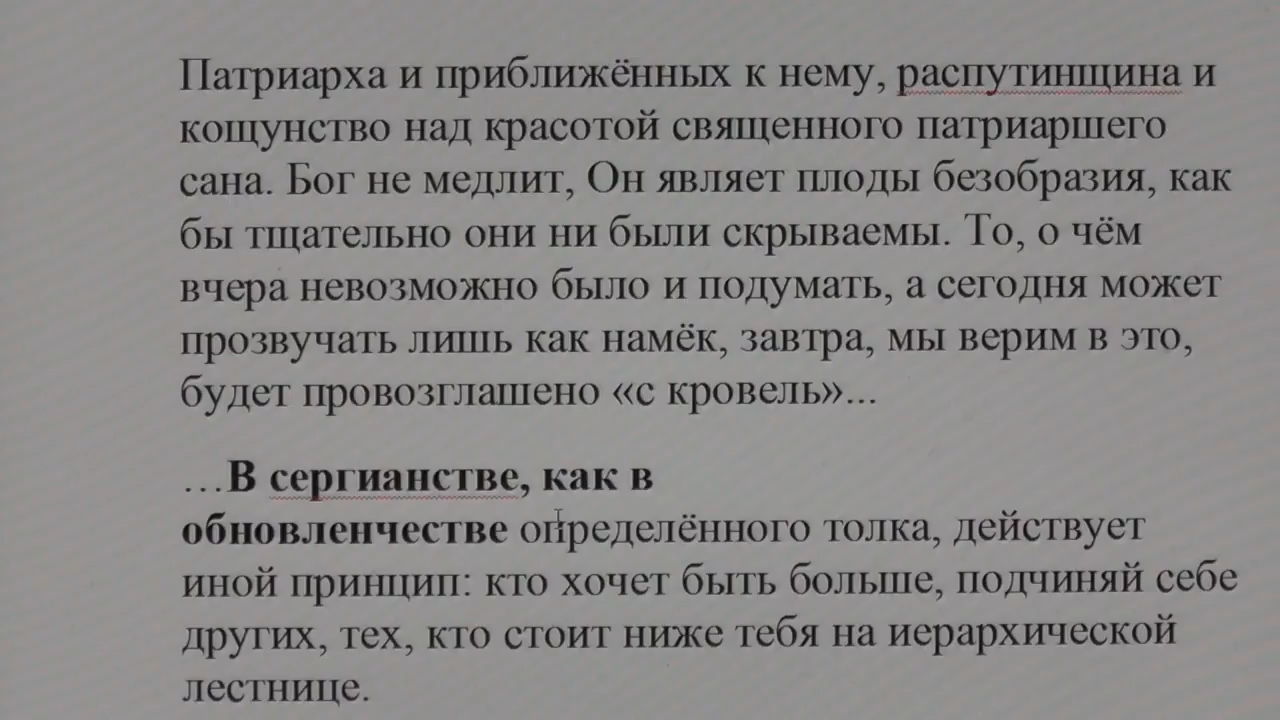 Патриарха и приближённых к нему, распутинщина и
кощунство над красотой священного патриаршего
сана. Бог не медлит, Он являет плоды безобразия, как
бы тщательно они ни были скрываемы. То, о чём
вчера невозможно было и подумать, а сегодня может
прозвучать лишь как намёк, завтра, мы верим в это,
будет провозглашено «с кровель»...
…В сергианстве, как в
обновленчестве определённого толка, действует
иной принцип: кто хочет быть больше, подчиняй себе
других, тех, кто стоит ниже тебя на иерархической
лестнице.